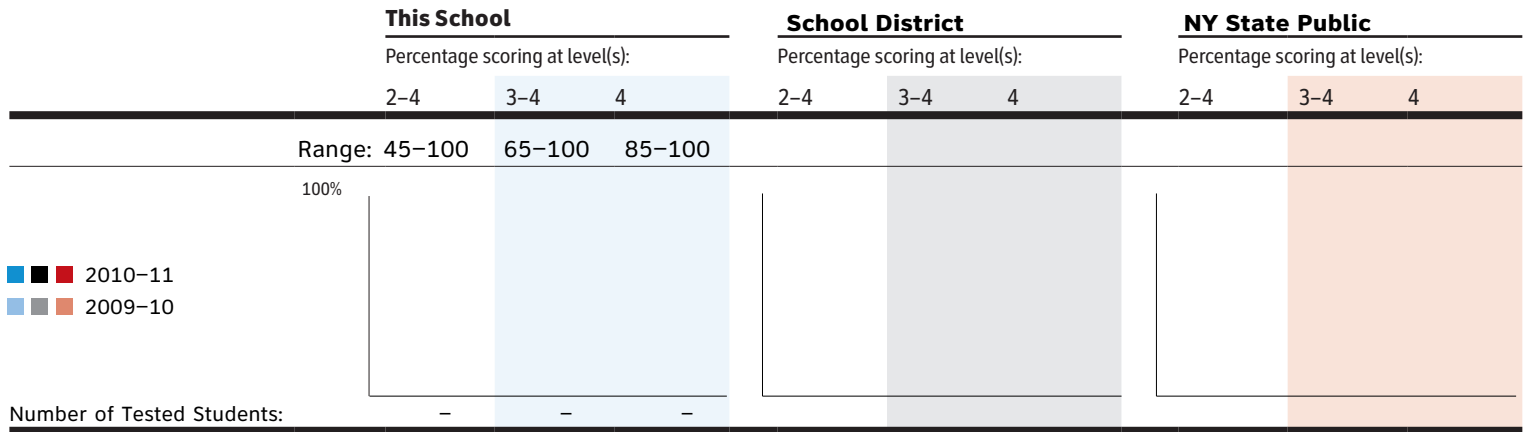 This School School District NY State Public
Percentage scoring at level(s): Percentage scoring at level(s): Percentage scoring at level(s):
2–4 3–4 4 2–4 3–4 4 2–4 3–4 4
Range: 45–100 65–100 85–100
100%
2010–11
2009–10
Number of Tested Students: – – –